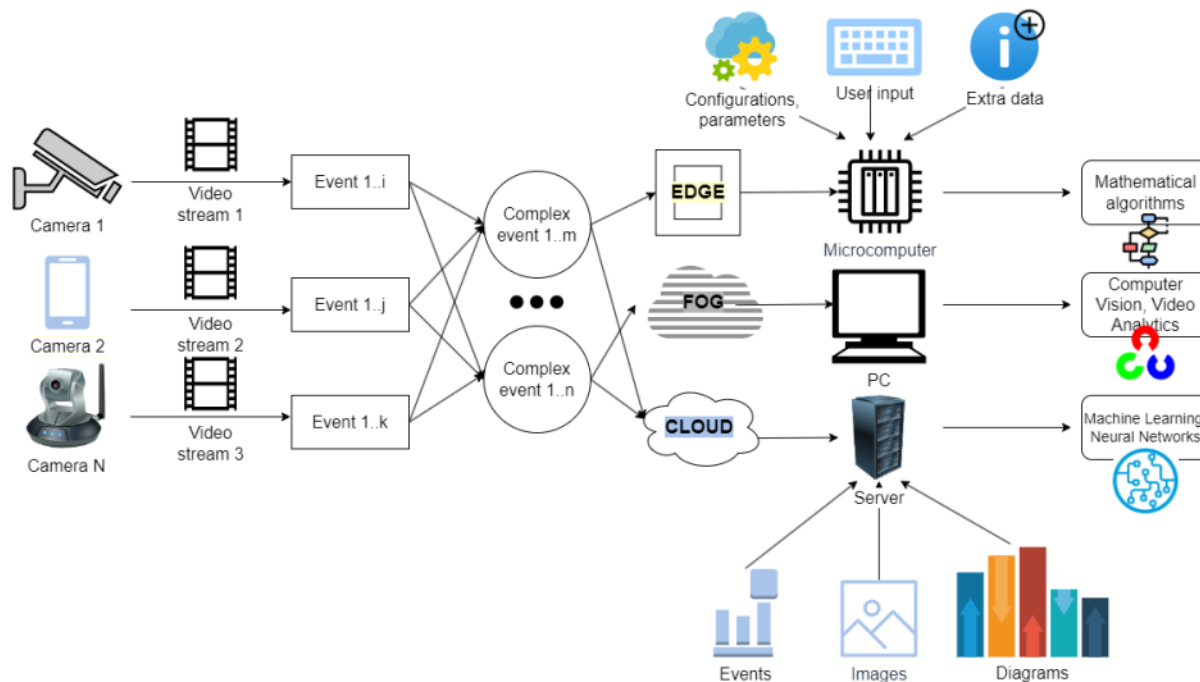 Configurations,
parameters
User input
Extra data
i
Camera 1
Video
stream 1
Event 1..i
Complex
event 1..m
EDGE
Microcomputer
Mathematical
algorithms
Camera 2
Video
stream 2
Event 1..j
FOG
PC
Computer
Vision, Video
Analytics
Camera N
Video
stream 3
Event 1..k
Complex
event 1..n
CLOUD
Server
Machine Learning,
Neural Networks
Events
Images
Diagrams